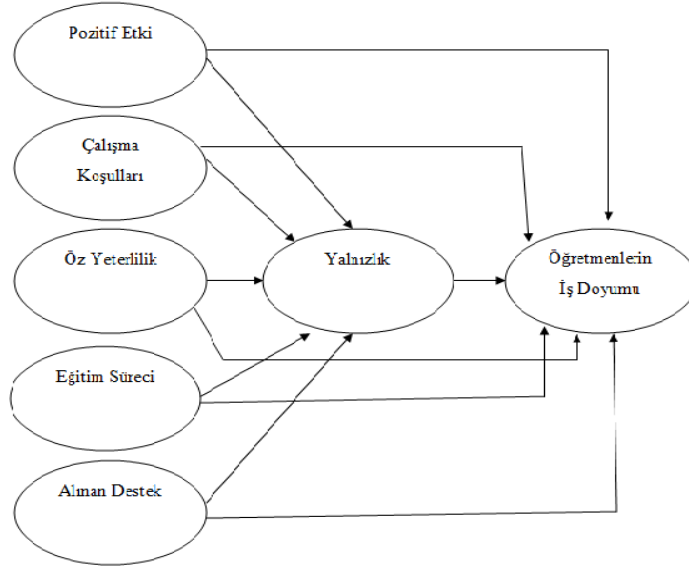 Pozitif Etki
Çalışma
Koşulları
Öz Yeterlilik
Yalnızlık
Öğretmenlerin
İş Doyumu
Eğitim Süreci
Alınan Destek